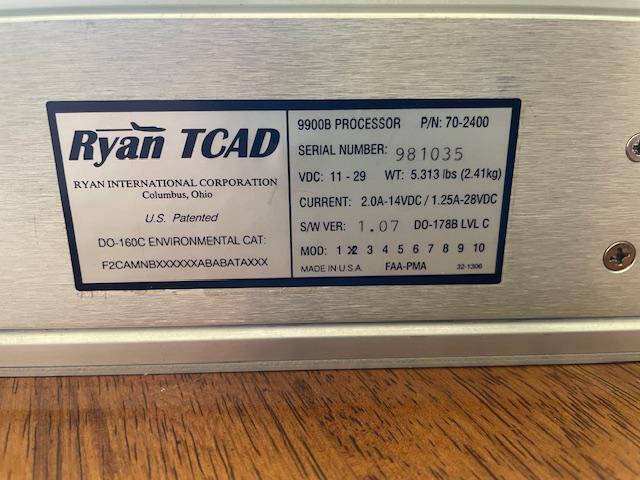 Ryan TCAD
RYAN INTERNATIONAL CORPORATION
Columbus, Ohio
U.S. Patented
DO-160C ENVIRONMENTAL CAT:
F2CAMNBXXXXXXABABATAXXX
9900B PROCESSOR P/N: 70-2400
SERIAL NUMBER: 981035
VDC: 11 - 29 WT: 5.313 lbs (2.41kg)
CURRENT: 2.0A-14VDC / 1.25A-28VDC
S/W VER: 1.07 DO-178B LVL C
MOD: 1 2 3 4 5 6 7 8 9 10
MADE IN U.S.A. FAA-PMA 32-1306